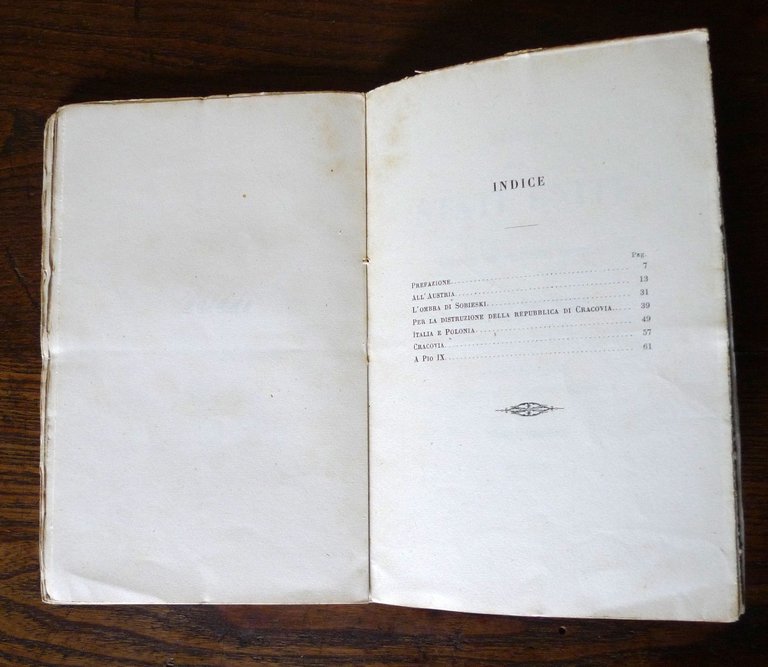 INDICE
Pag.
PREFAZIONE 7
ALL'AUSTRIA 13
L'OMBRA DI SOBIESKI 31
PER LA DISTRUZIONE DELLA REPUBBLICA DI CRACOVIA 39
ITALIA E POLONIA 49
CRACOVIA 57
A PIO IX 61